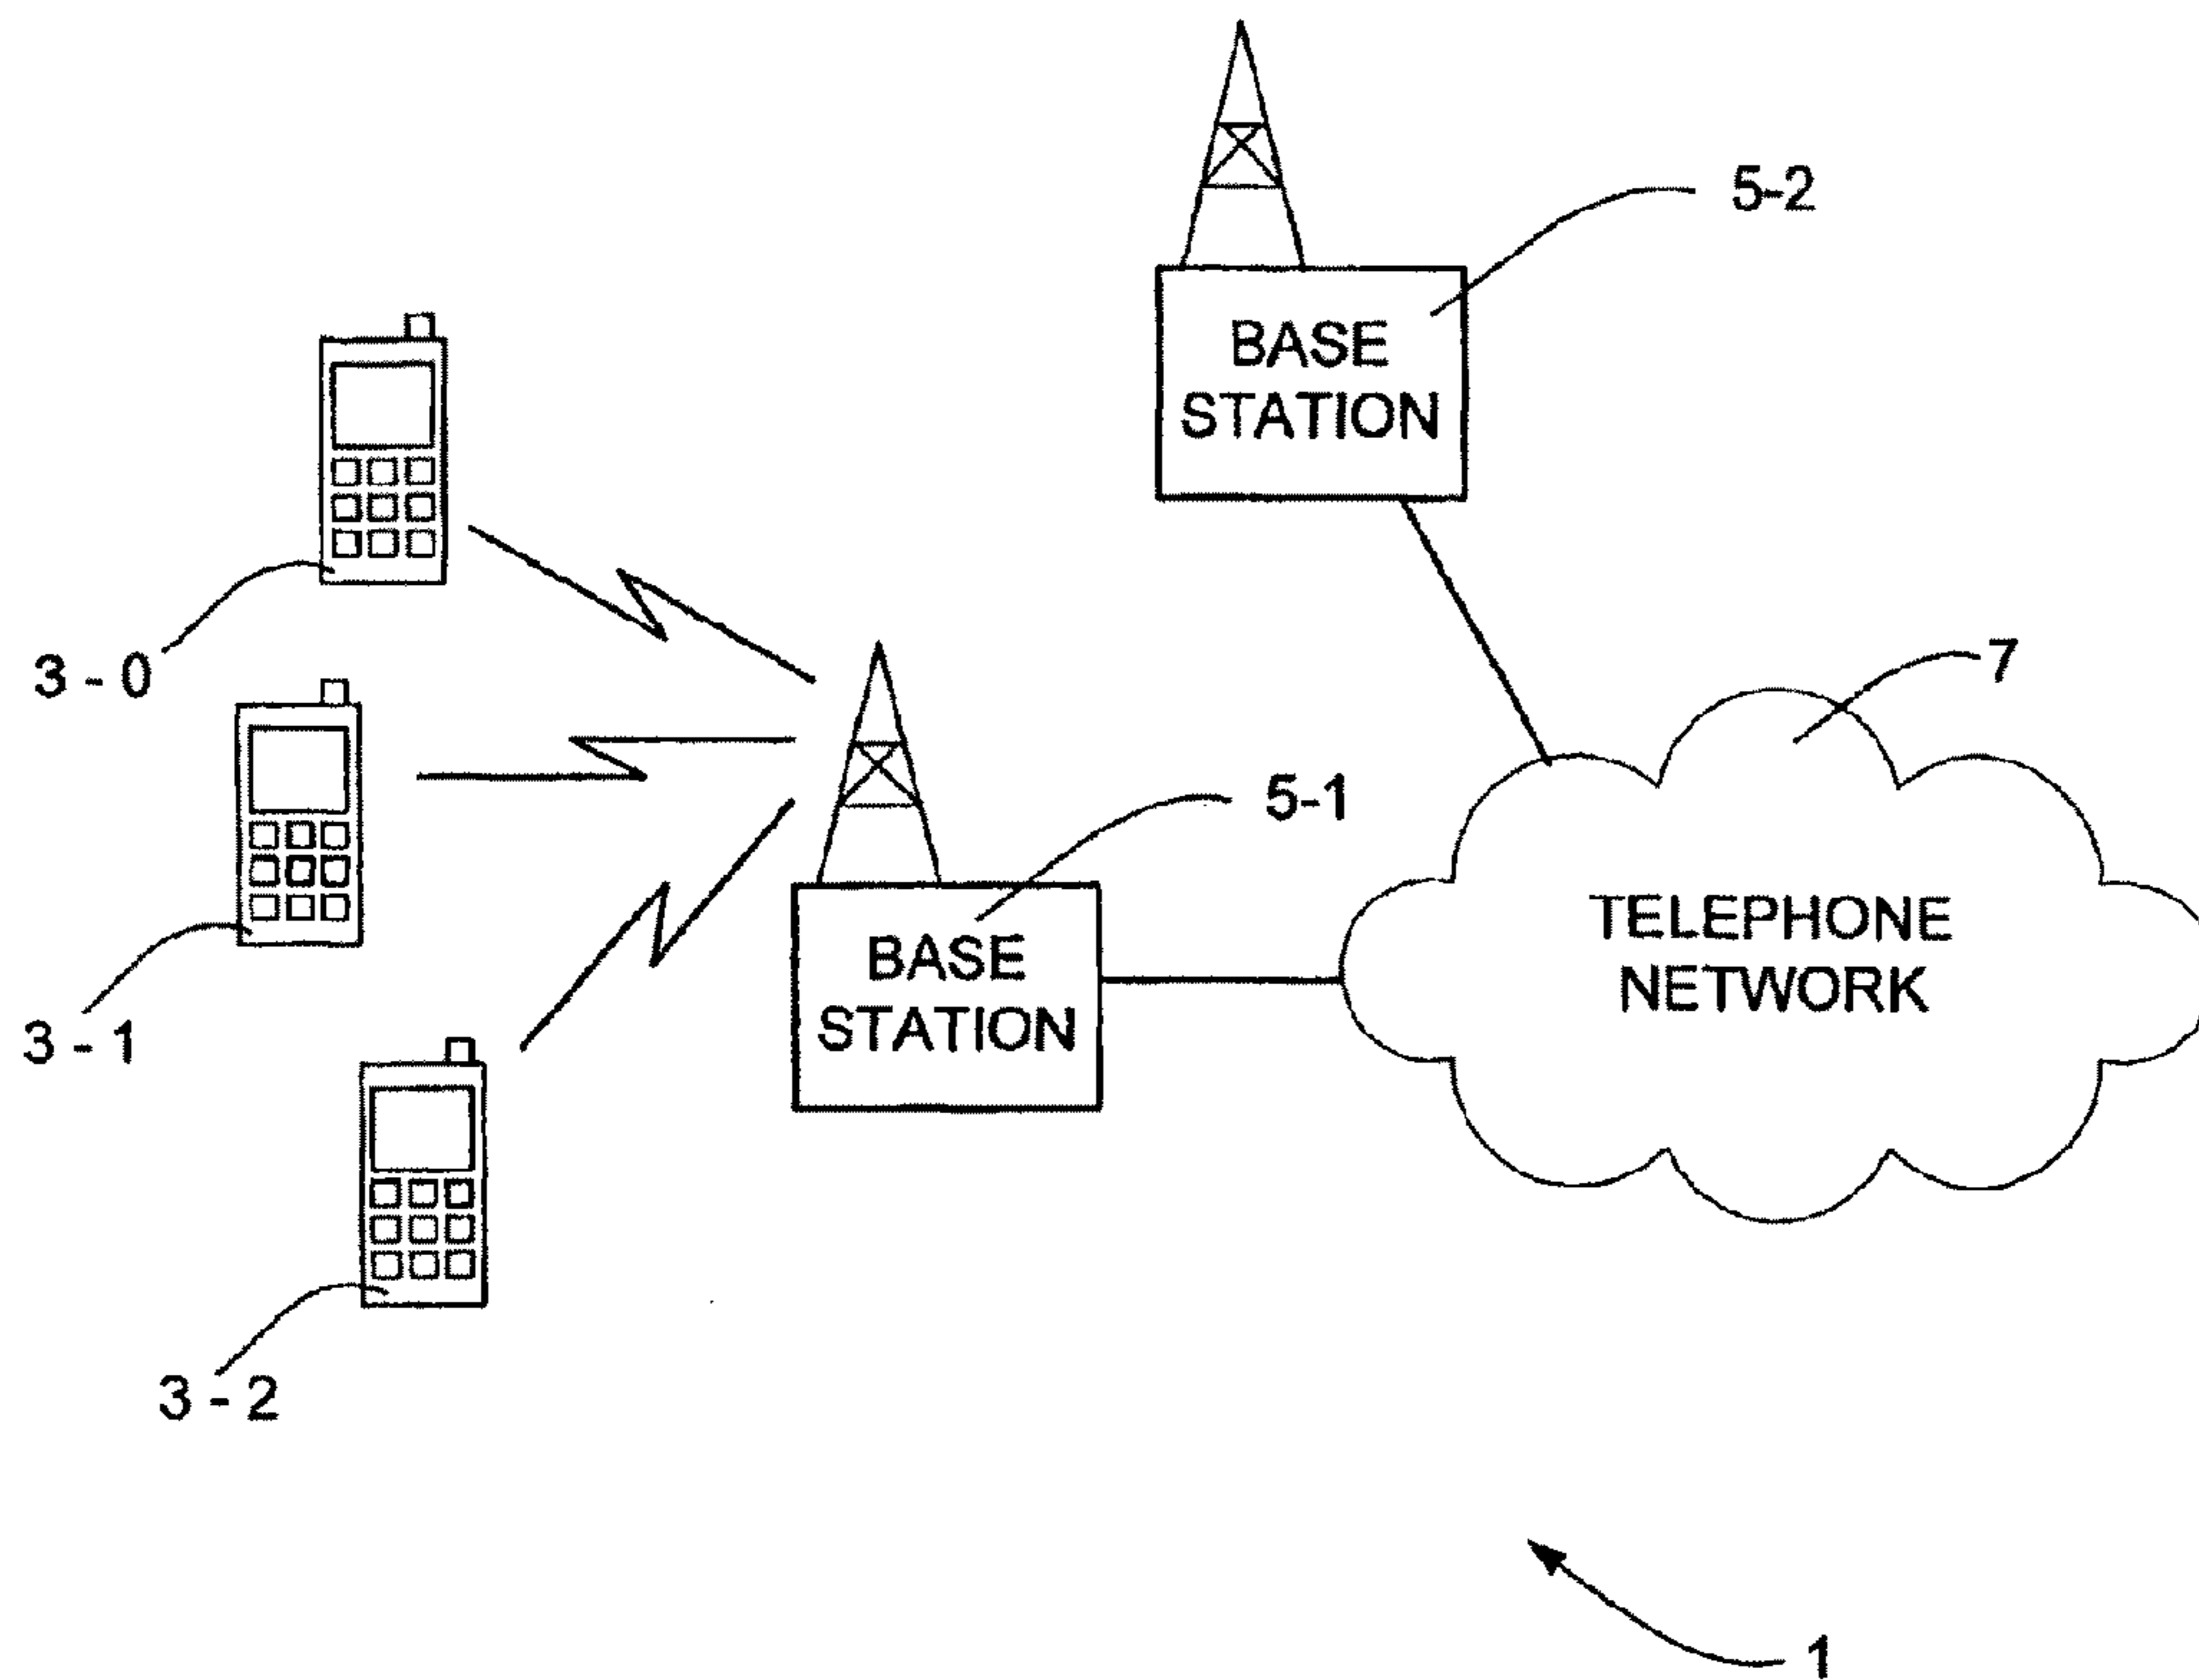 5-2
BASE
STATION
3 - 0
7
5-1
3 - 1
BASE
STATION
TELEPHONE
NETWORK
3 - 2
1